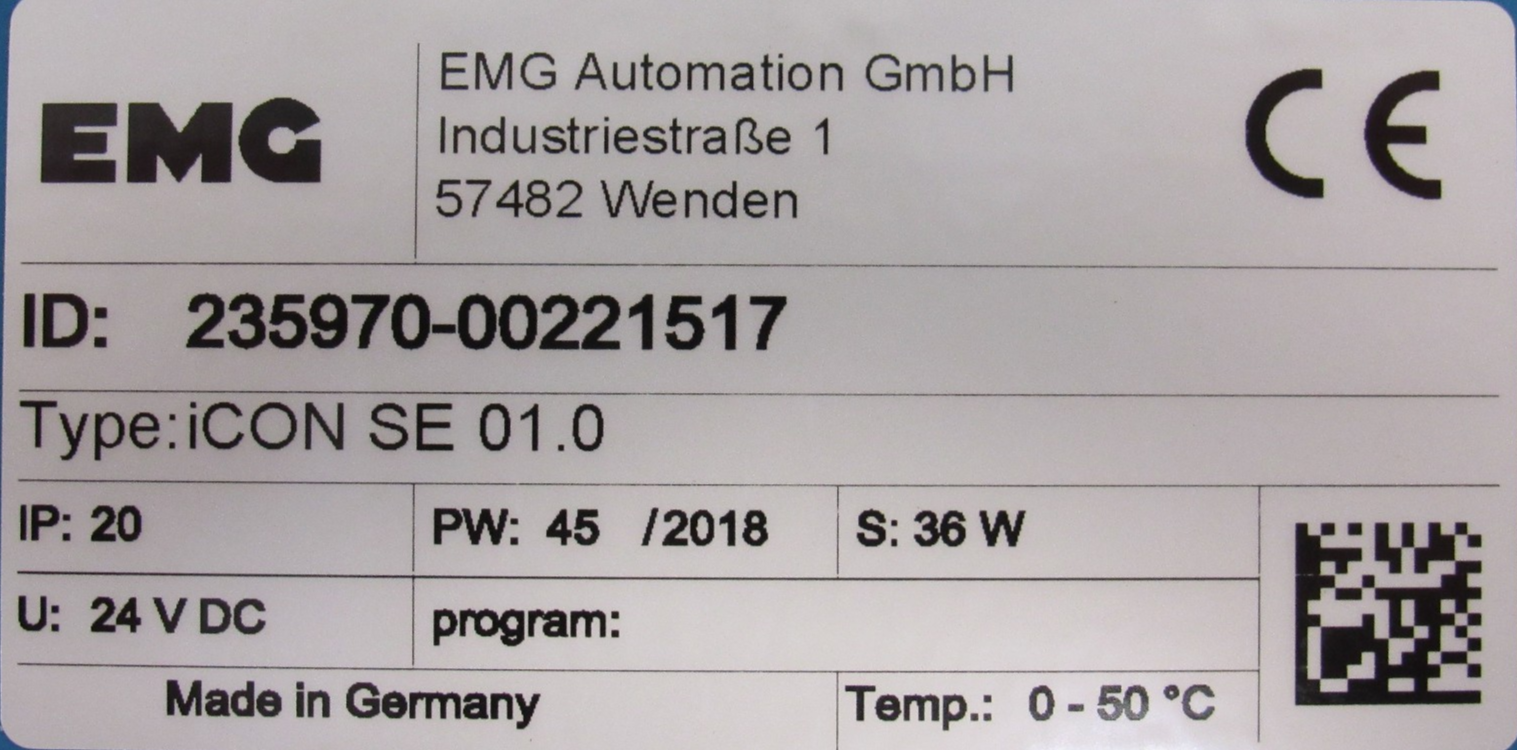 EMG
EMG Automation GmbH
Industriestraße 1
57482 Wenden
CE
ID: 235970-00221517
Type: iCON SE 01.0
IP: 20
PW: 45 /2018
S: 36 W
U: 24 V DC
program:
Made in Germany
Temp.: 0 - 50 °C